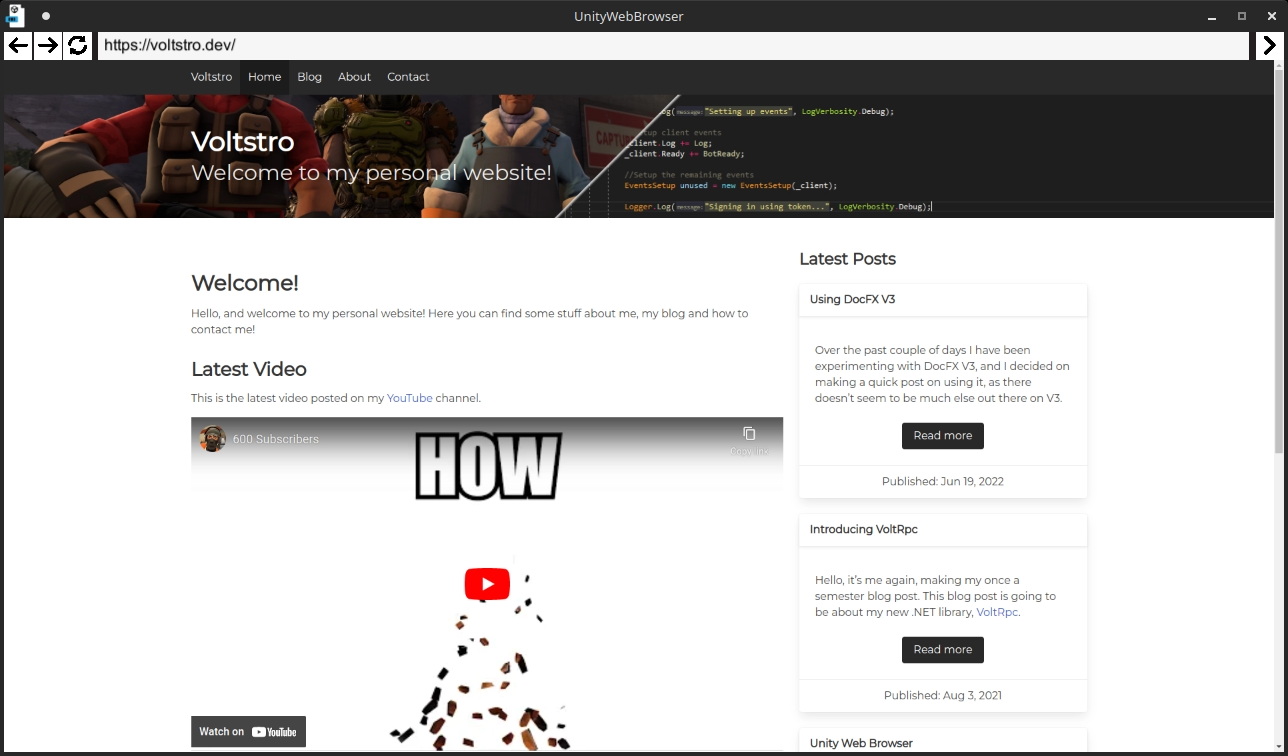 UnityWebBrowser
https://voltstro.dev/
Voltstro Home Blog About Contact
Voltstro
Welcome to my personal website!
CAPTUR
og(message: "Setting up events", LogVerbosity.Debug);
tup client events
_client.Log += Log;
_client.Ready += BotReady;
//Setup the remaining events
EventsSetup unused = new EventsSetup(_client);
Logger.Log(message: "Signing in using token...", LogVerbosity.Debug);
Welcome!
Hello, and welcome to my personal website! Here you can find some stuff about me, my blog and how to
contact me!
Latest Video
This is the latest video posted on my YouTube channel.
600 Subscribers
Copy link
HOW
Watch on YouTube
Latest Posts
Using DocFX V3
Over the past couple of days I have been
experimenting with DocFX V3, and I decided on
making a quick post on using it, as there
doesn't seem to be much else out there on V3.
Read more
Published: Jun 19, 2022
Introducing VoltRpc
Hello, it's me again, making my once a
semester blog post. This blog post is going to
be about my new .NET library, VoltRpc.
Read more
Published: Aug 3, 2021
Unity Web Browser